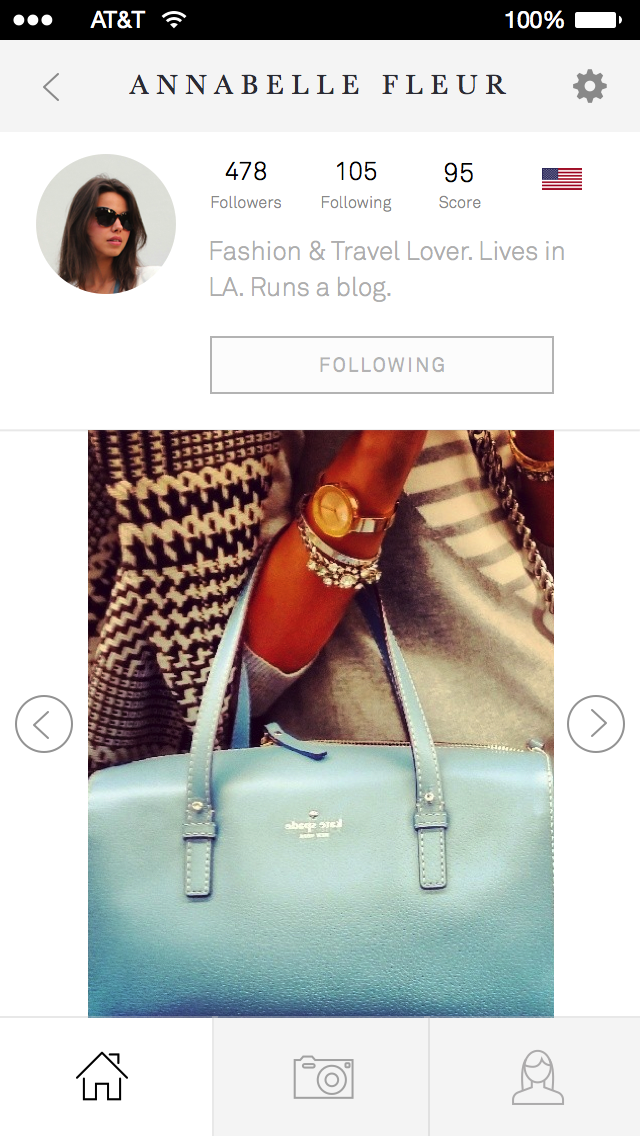 AT&T 100%
ANNABELLE FLEUR
478 105 95
Followers Following Score
Fashion & Travel Lover. Lives in
LA. Runs a blog.
FOLLOWING
kate spade
NEW YORK